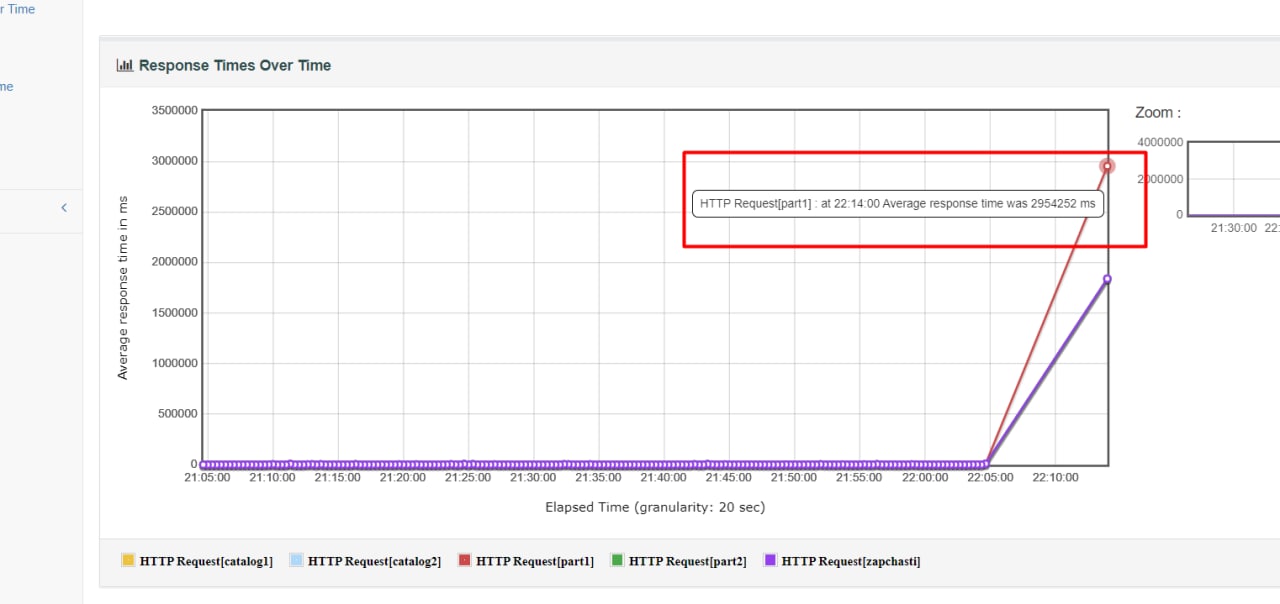 r Time
me
Response Times Over Time
Zoom :
3500000
3000000
2500000
2000000
1500000
1000000
500000
0
Average response time in ms
HTTP Request[part1] : at 22:14:00 Average response time was 2954252 ms
21:05:00 21:10:00 21:15:00 21:20:00 21:25:00 21:30:00 21:35:00 21:40:00 21:45:00 21:50:00 21:55:00 22:00:00 22:05:00 22:10:00
Elapsed Time (granularity: 20 sec)
4000000
2000000
0
21:30:00 22:
HTTP Request[catalog1] HTTP Request[catalog2] HTTP Request[part1] HTTP Request[part2] HTTP Request[zapchasti]